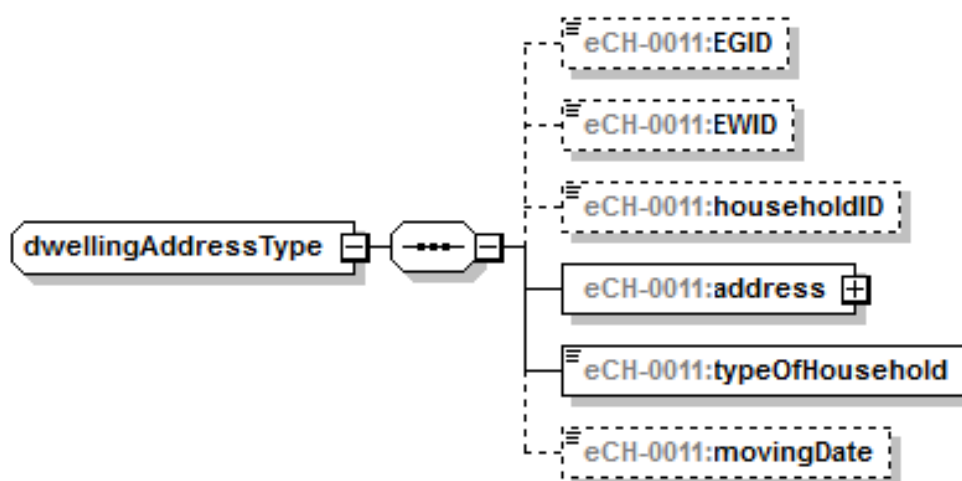 eCH-0011:EGID
eCH-0011:EWID
eCH-0011:householdID
dwellingAddressType
eCH-0011:address
eCH-0011:typeOfHousehold
eCH-0011:movingDate